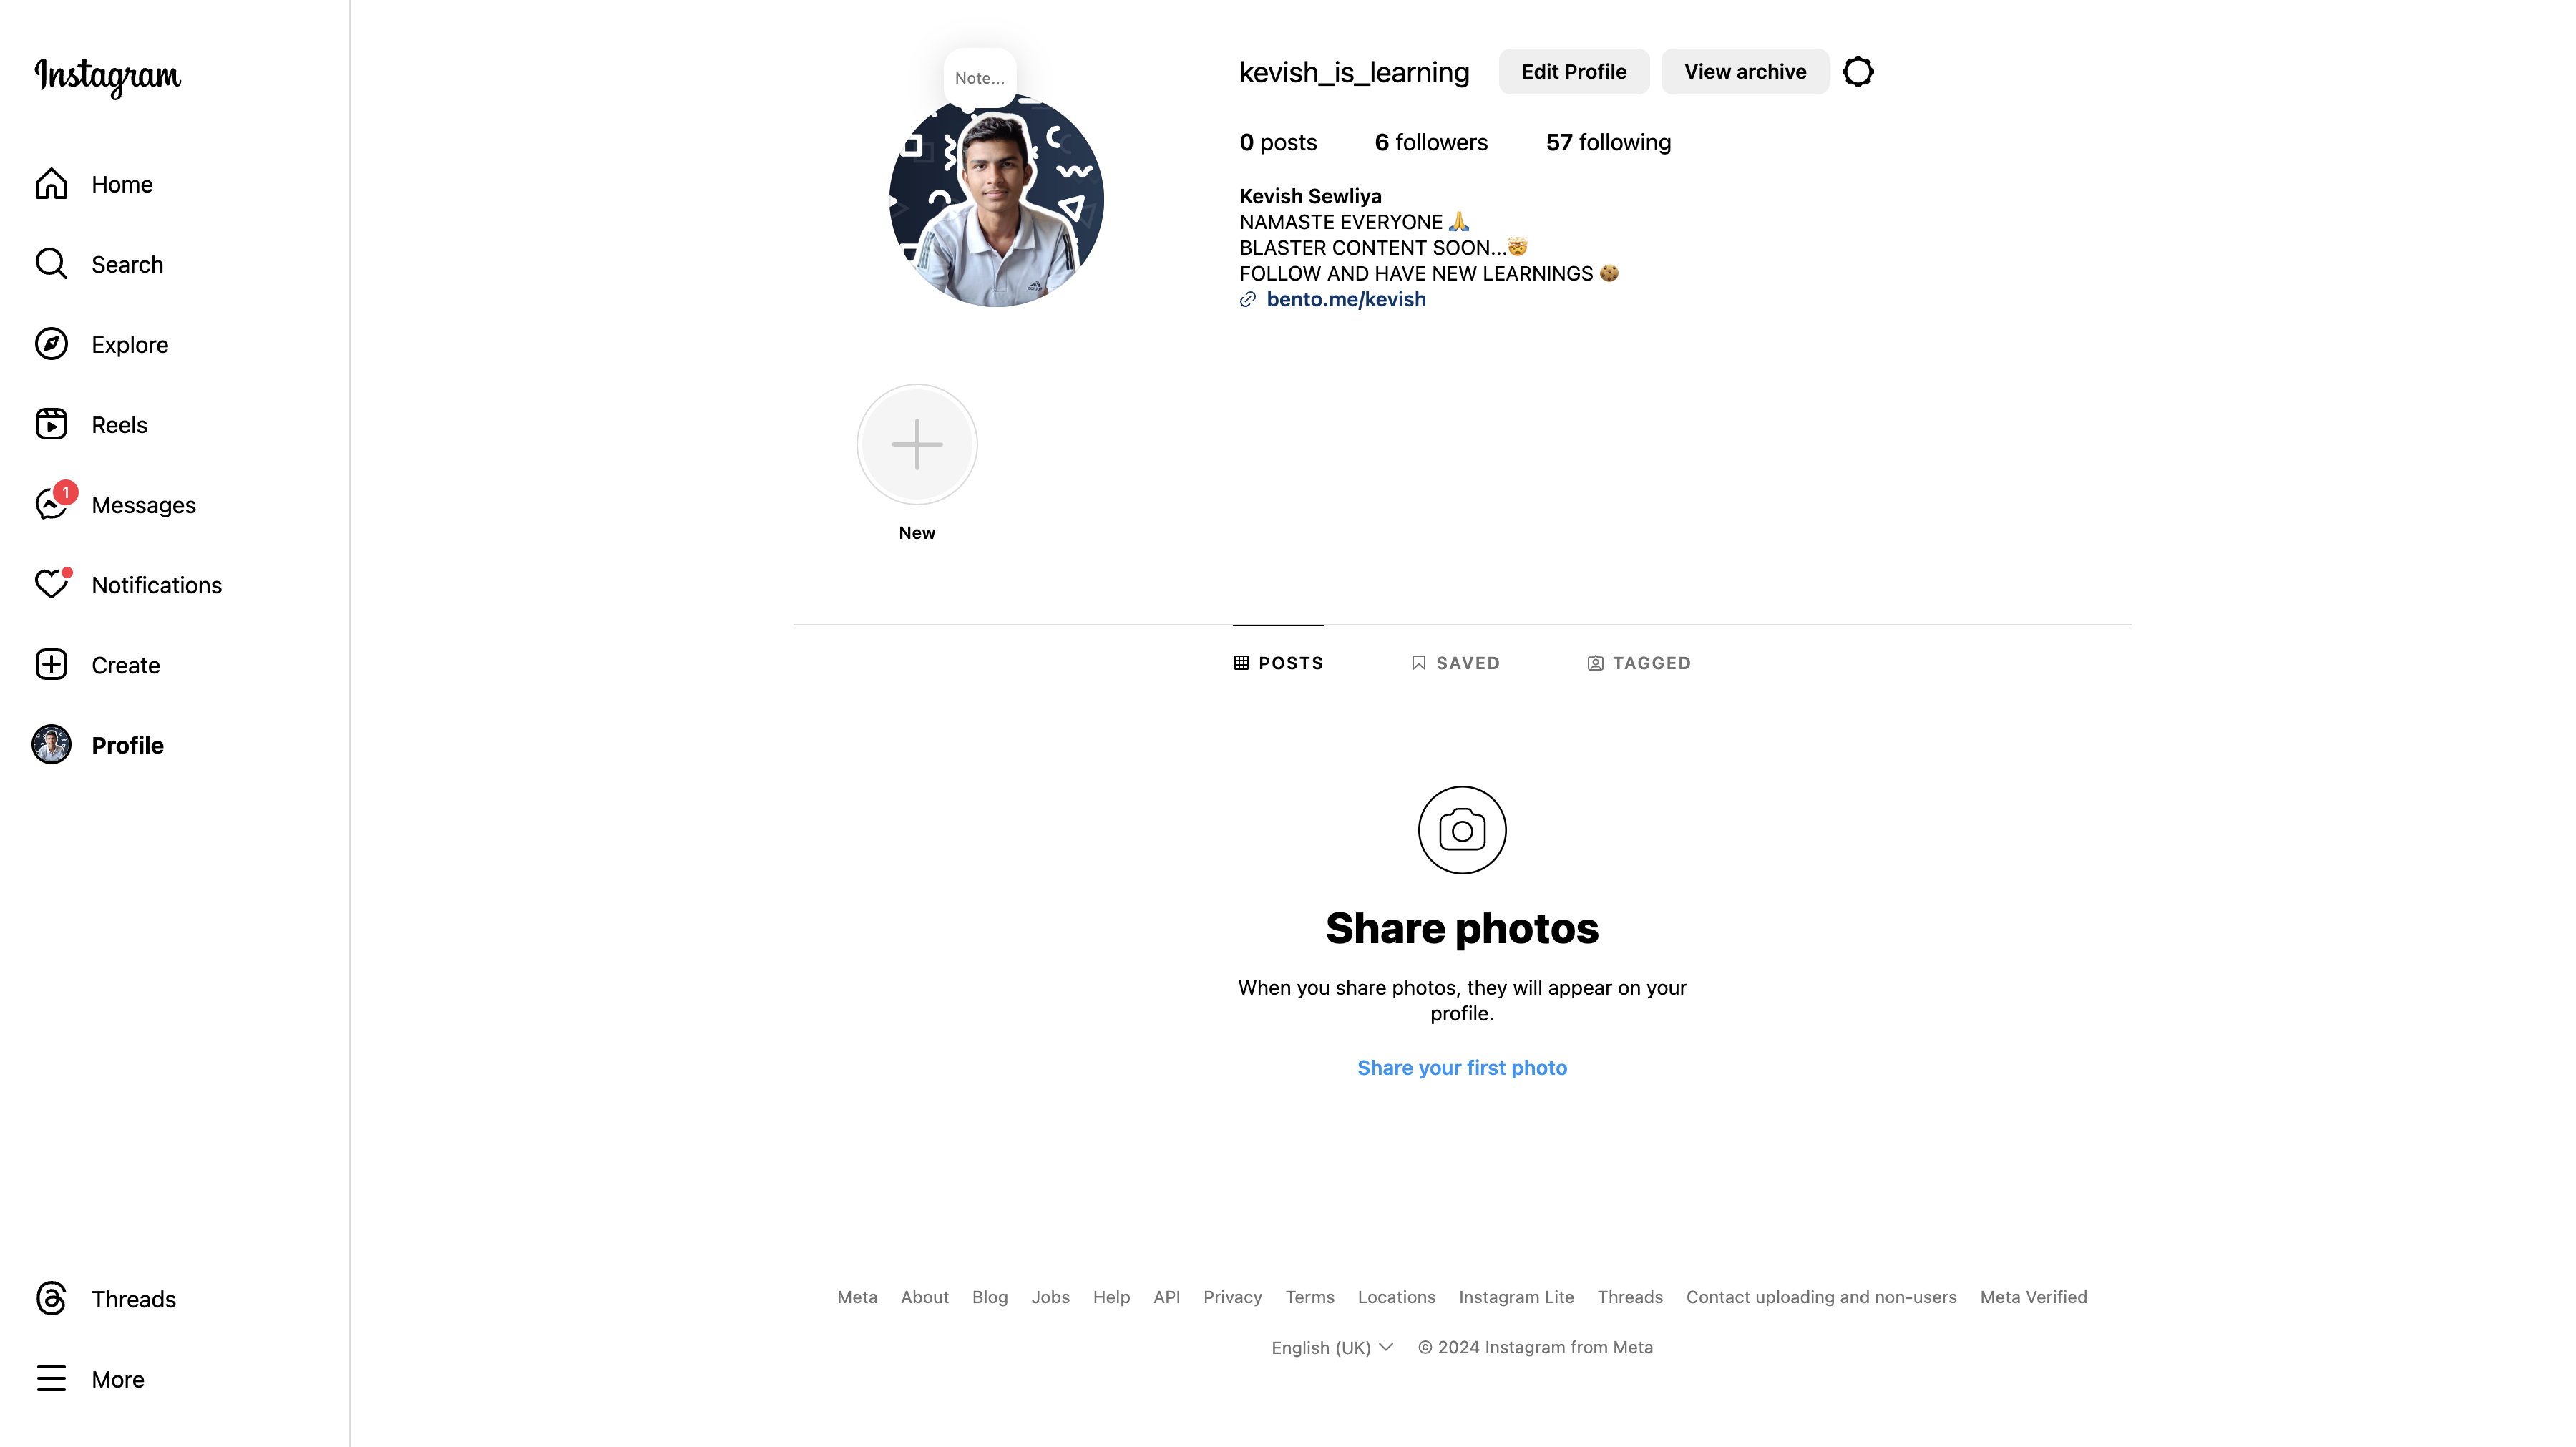 Instagram
Home
Search
Explore
Reels
1
Messages
Notifications
Create
Profile
Threads
More
Note...
kevish_is_learning
Edit Profile
View archive
0 posts
6 followers
57 following
Kevish Sewliya
NAMASTE EVERYONE 🙏
BLASTER CONTENT SOON...🤯
FOLLOW AND HAVE NEW LEARNINGS 🍪
bento.me/kevish
New
POSTS
SAVED
TAGGED
Share photos
When you share photos, they will appear on your
profile.
Share your first photo
Meta About Blog Jobs Help API Privacy Terms Locations Instagram Lite Threads Contact uploading and non-users Meta Verified
English (UK)
© 2024 Instagram from Meta